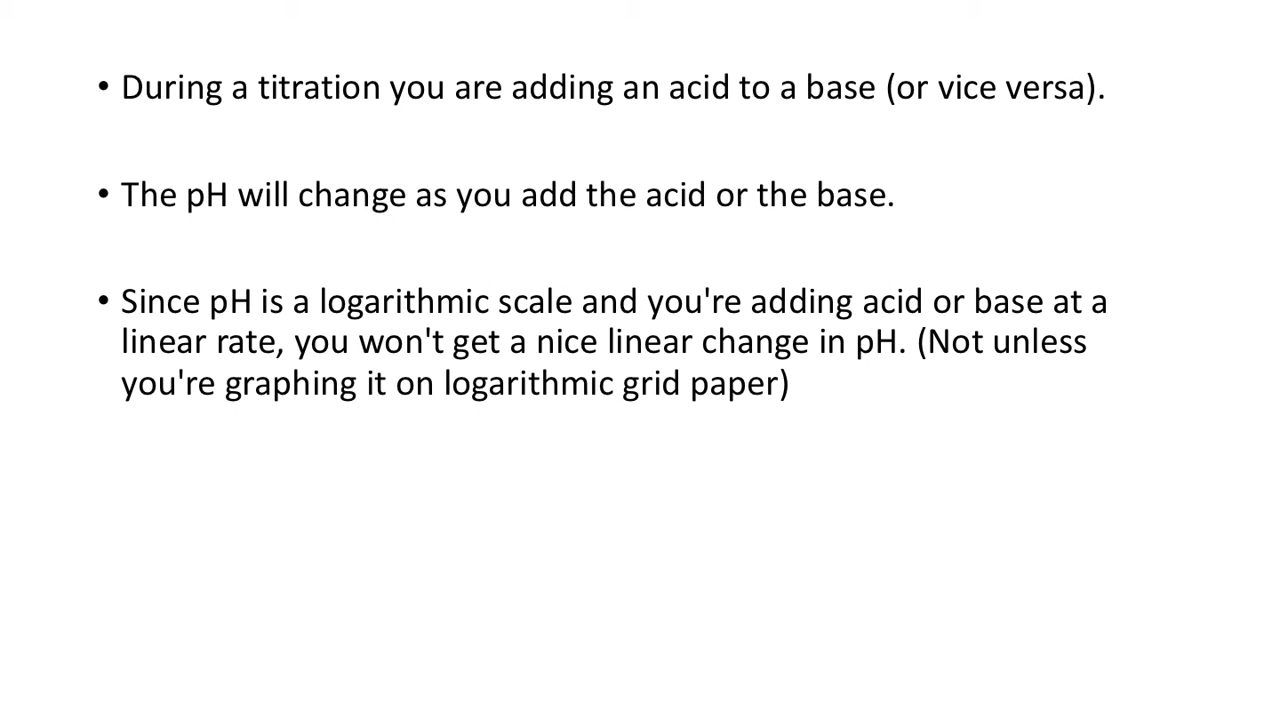 • During a titration you are adding an acid to a base (or vice versa).
• The pH will change as you add the acid or the base.
• Since pH is a logarithmic scale and you're adding acid or base at a
linear rate, you won't get a nice linear change in pH. (Not unless
you're graphing it on logarithmic grid paper)